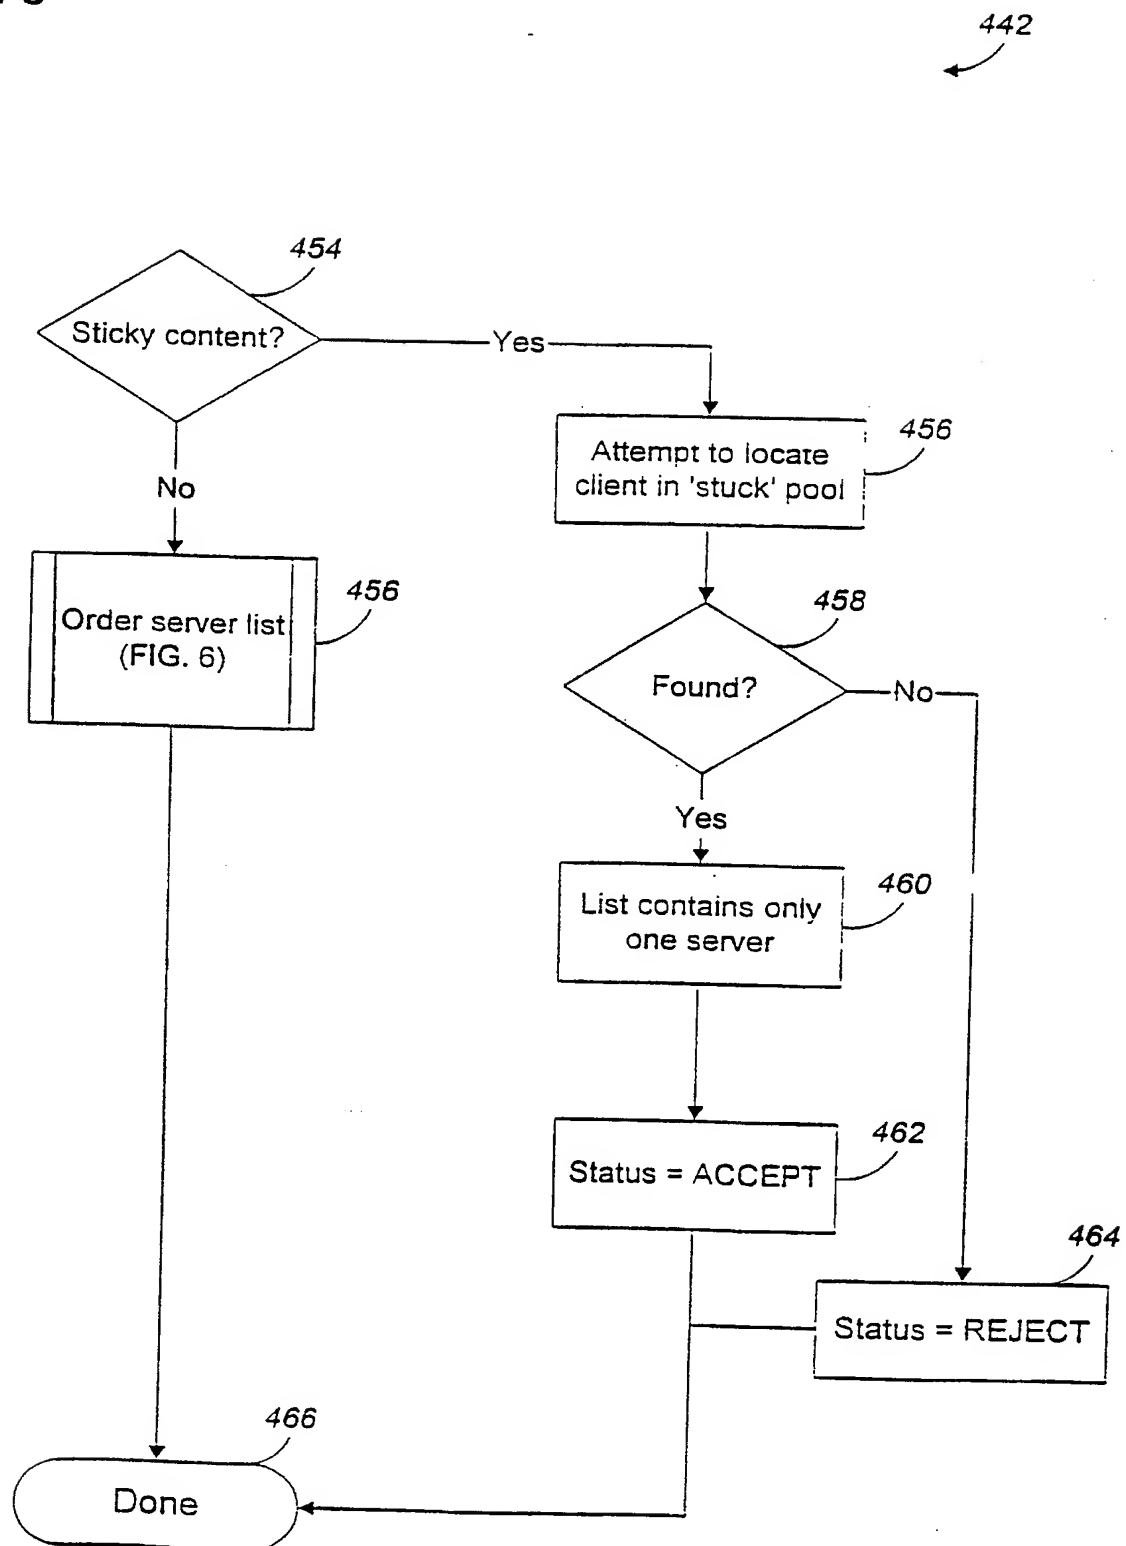 442
454
Sticky content?
Yes
Attempt to locate
client in 'stuck' pool
456
No
Order server list
(FIG. 6)
456
458
Found?
No
Yes
List contains only
one server
460
Status = ACCEPT
462
464
Status = REJECT
466
Done